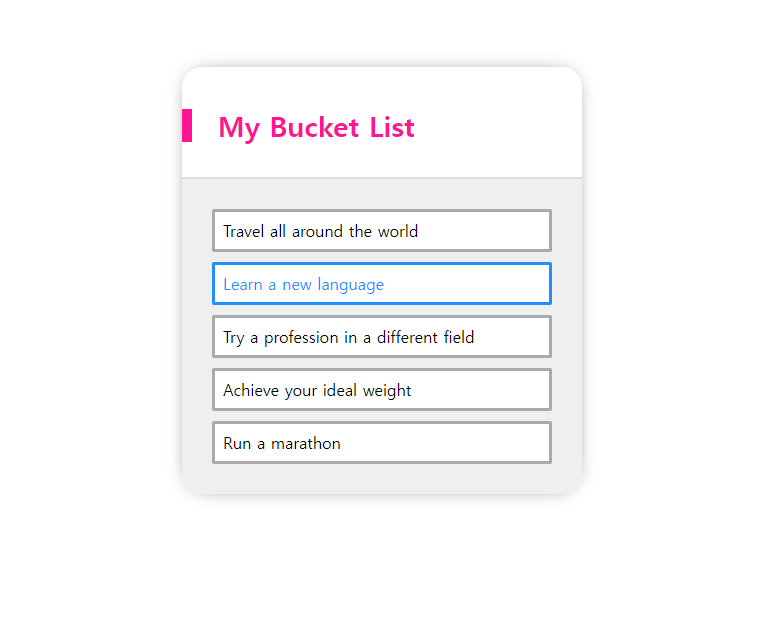 My Bucket List
Travel all around the world
Learn a new language
Try a profession in a different field
Achieve your ideal weight
Run a marathon